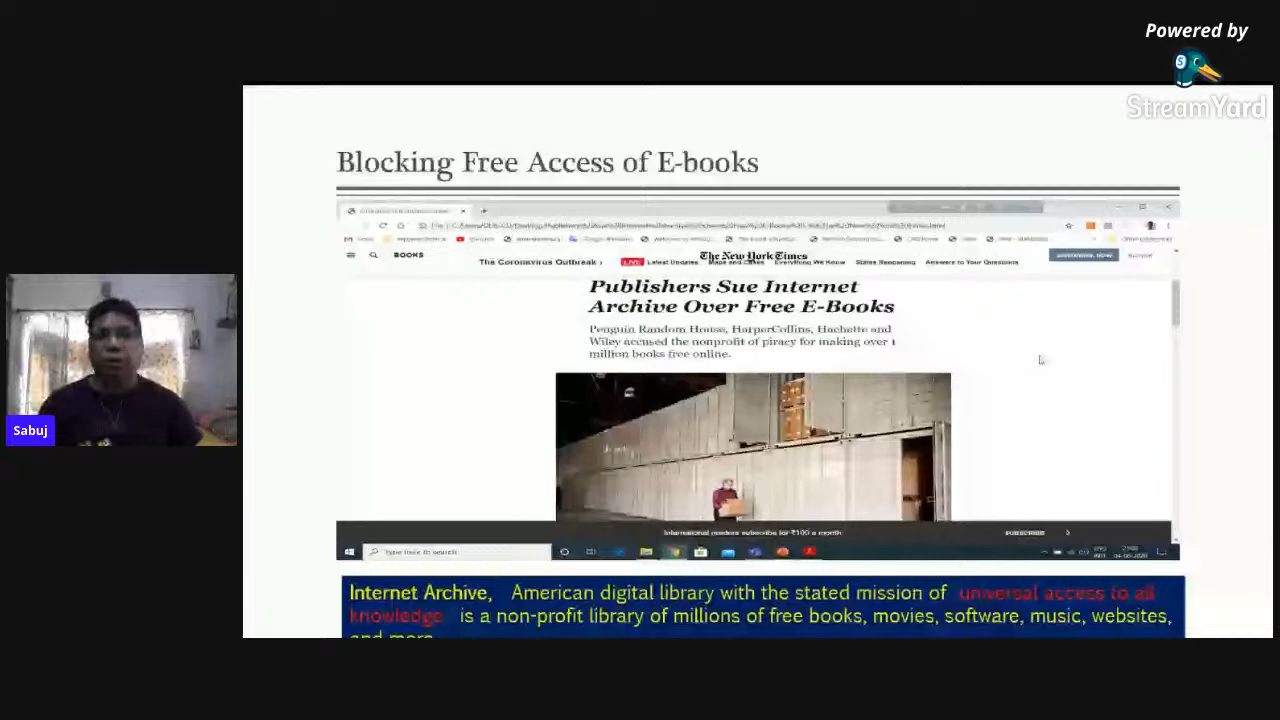 Powered by
StreamYard
Blocking Free Access of E-books
BOOKS
The New York Times
The Coronavirus Outbreak ›
LIVE Latest Updates Maps and Cases Everything We Know States Reopening Answers to Your Questions
Publishers Sue Internet
Archive Over Free E-Books
Penguin Random House, HarperCollins, Hachette and
Wiley accused the nonprofit of piracy for making over 1
million books free online.
International readers subscribe for ₹100 a month
SUBSCRIBE
Type here to search
Sabuj
Internet Archive, American digital library with the stated mission of universal access to all
knowledge is a non-profit library of millions of free books, movies, software, music, websites,
and more